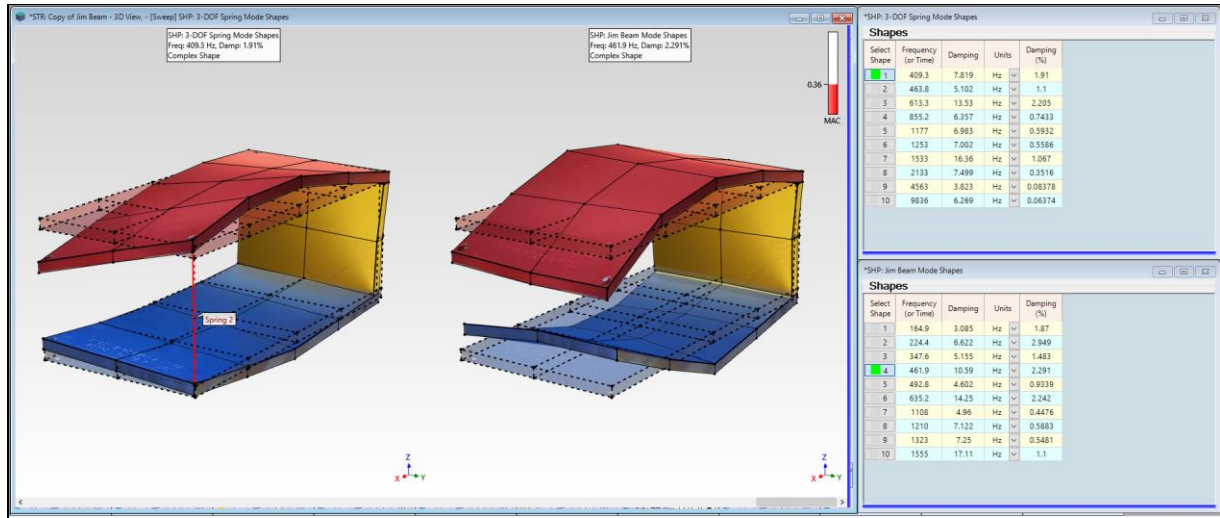 *STR: Copy of Jim Beam - 3D View, - [Sweep] SHP: 3-DOF Spring Mode Shapes
SHP: 3-DOF Spring Mode Shapes
Freq: 409.3 Hz, Damp: 1.91%
Complex Shape
SHP: Jim Beam Mode Shapes
Freq: 461.9 Hz, Damp: 2.291%
Complex Shape
0.36
MAC
Spring 2
Z
X
Y
Z
X
Y
*SHP: 3-DOF Spring Mode Shapes
Shapes
Select Shape Frequency (or Time) Damping Units Damping (%)
1 409.3 7.819 Hz 1.91
2 463.8 5.102 Hz 1.1
3 613.3 13.53 Hz 2.205
4 855.2 6.357 Hz 0.7433
5 1177 6.983 Hz 0.5932
6 1253 7.002 Hz 0.5586
7 1533 16.36 Hz 1.067
8 2133 7.499 Hz 0.3516
9 4563 3.823 Hz 0.08378
10 9836 6.269 Hz 0.06374
*SHP: Jim Beam Mode Shapes
Shapes
Select Shape Frequency (or Time) Damping Units Damping (%)
1 164.9 3.085 Hz 1.87
2 224.4 6.622 Hz 2.949
3 347.6 5.155 Hz 1.483
4 461.9 10.59 Hz 2.291
5 492.8 4.602 Hz 0.9339
6 635.2 14.25 Hz 2.242
7 1108 4.96 Hz 0.4476
8 1210 7.122 Hz 0.5883
9 1323 7.25 Hz 0.5481
10 1555 17.11 Hz 1.1